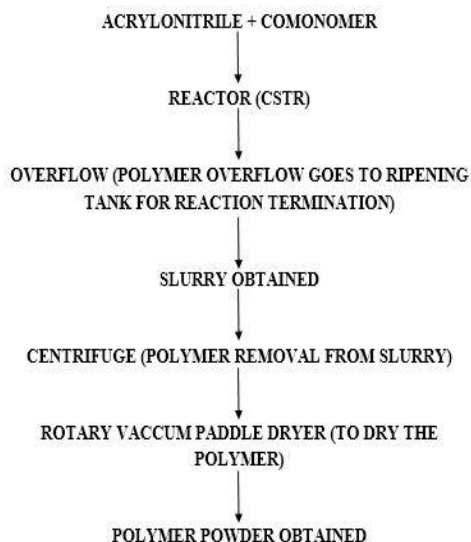 ACRYLONITRILE + COMONOMER
REACTOR (CSTR)
OVERFLOW (POLYMER OVERFLOW GOES TO RIPENING
TANK FOR REACTION TERMINATION)
SLURRY OBTAINED
CENTRIFUGE (POLYMER REMOVAL FROM SLURRY)
ROTARY VACCUM PADDLE DRYER (TO DRY THE
POLYMER)
POLYMER POWDER OBTAINED